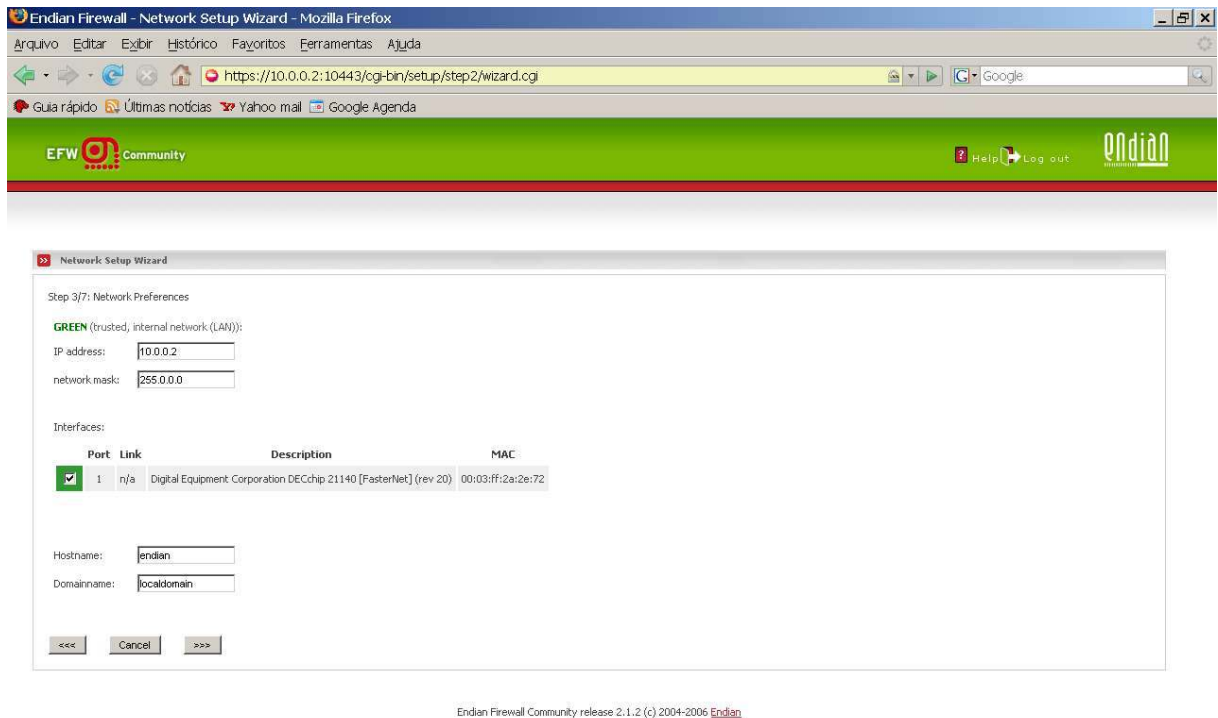 Endian Firewall - Network Setup Wizard - Mozilla Firefox
Arquivo Editar Exibir Histórico Favoritos Ferramentas Ajuda
https://10.0.0.2:10443/cgi-bin/setup/step2/wizard.cgi
G Google
Guia rápido Últimas notícias Yahoo mail Google Agenda
EFW Community
? Help Log out endian
Network Setup Wizard
Step 3/7: Network Preferences
GREEN (trusted, internal network (LAN)):
IP address: 10.0.0.2
network mask: 255.0.0.0
Interfaces:
Port Link Description MAC
1 n/a Digital Equipment Corporation DECchip 21140 [FasterNet] (rev 20) 00:03:ff:2a:2e:72
Hostname: endian
Domainname: localdomain
<<< Cancel >>>
Endian Firewall Community release 2.1.2 (c) 2004-2006 Endian